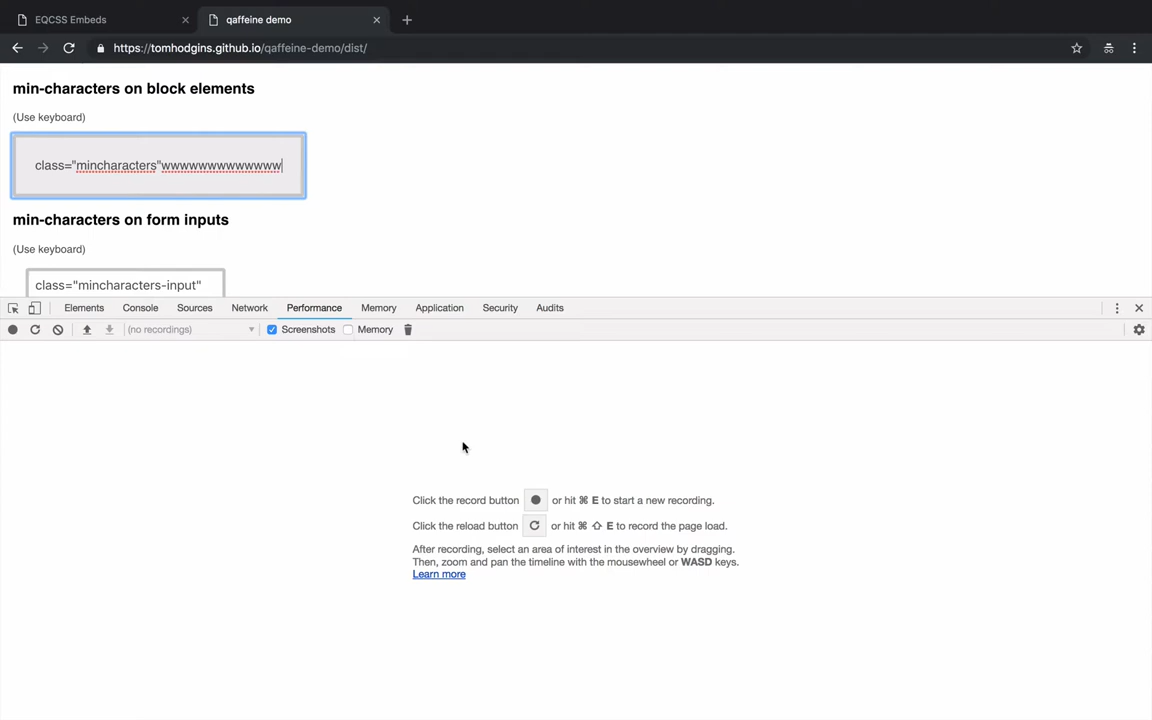 EQCSS Embeds
qaffeine demo
https://tomhodgins.github.io/qaffeine-demo/dist/
min-characters on block elements
(Use keyboard)
class="mincharacters"wwwwwwwwwwwwww
min-characters on form inputs
(Use keyboard)
class="mincharacters-input"
Elements Console Sources Network Performance Memory Application Security Audits
(no recordings) Screenshots Memory
Click the record button or hit ⌘ E to start a new recording.
Click the reload button or hit ⌘ ⇧ E to record the page load.
After recording, select an area of interest in the overview by dragging.
Then, zoom and pan the timeline with the mousewheel or WASD keys.
Learn more